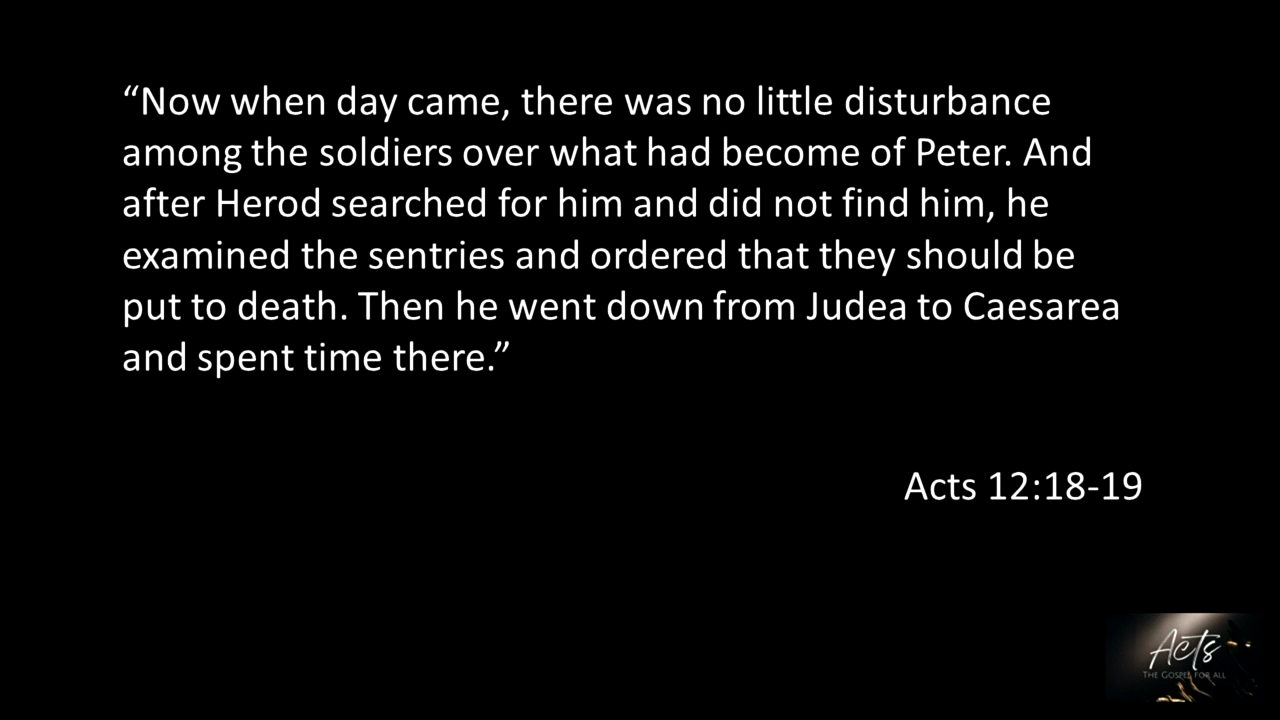 “Now when day came, there was no little disturbance
among the soldiers over what had become of Peter. And
after Herod searched for him and did not find him, he
examined the sentries and ordered that they should be
put to death. Then he went down from Judea to Caesarea
and spent time there.”
Acts 12:18-19
Acts
THE GOSPEL FOR ALL